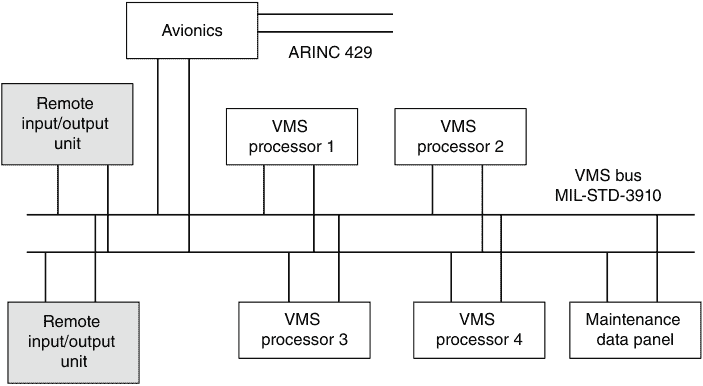 Avionics
ARINC 429
Remote
input/output
unit
VMS
processor 1
VMS
processor 2
VMS bus
MIL-STD-3910
Remote
input/output
unit
VMS
processor 3
VMS
processor 4
Maintenance
data panel